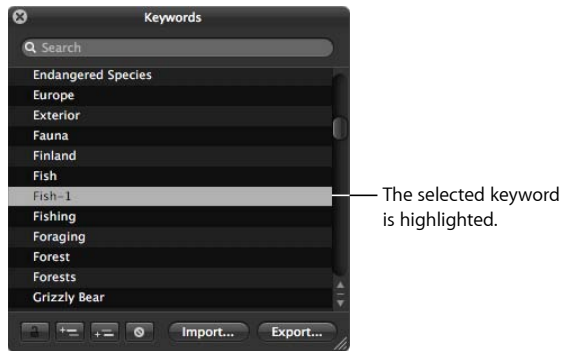 Keywords
Search
Endangered Species
Europe
Exterior
Fauna
Finland
Fish
Fish-1
Fishing
Foraging
Forest
Forests
Grizzly Bear
Import... Export...
The selected keyword
is highlighted.